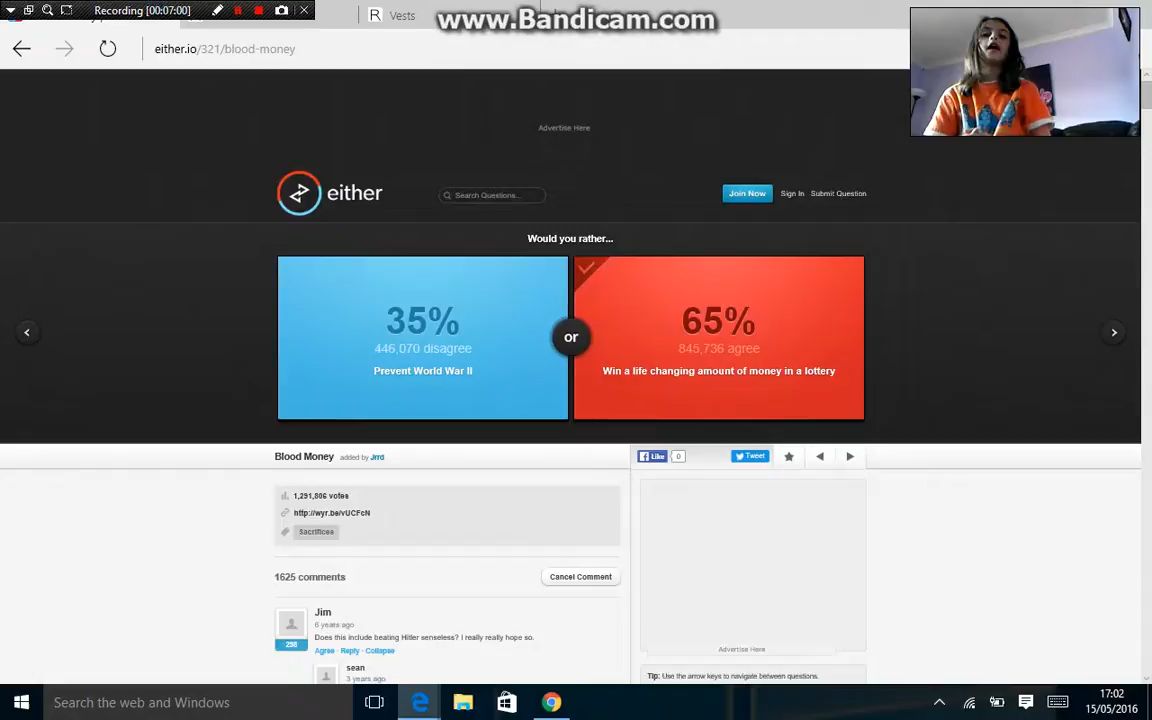 Recording [00:07:00]
Vests
www.Bandicam.com
either.io/321/blood-money
Advertise Here
either
Search Questions...
Join Now
Sign In
Submit Question
Would you rather...
35%
446,070 disagree
Prevent World War II
or
65%
845,736 agree
Win a life changing amount of money in a lottery
Blood Money added by Jrrd
Like 0
Tweet
1,291,806 votes
http://wyr.be/vUCFcN
Sacrifices
1625 comments
Cancel Comment
Jim
6 years ago
298
Does this include beating Hitler senseless? I really really hope so.
Agree · Reply · Collapse
sean
3 years ago
Advertise Here
Tip: Use the arrow keys to navigate between questions.
Search the web and Windows
17:02
15/05/2016